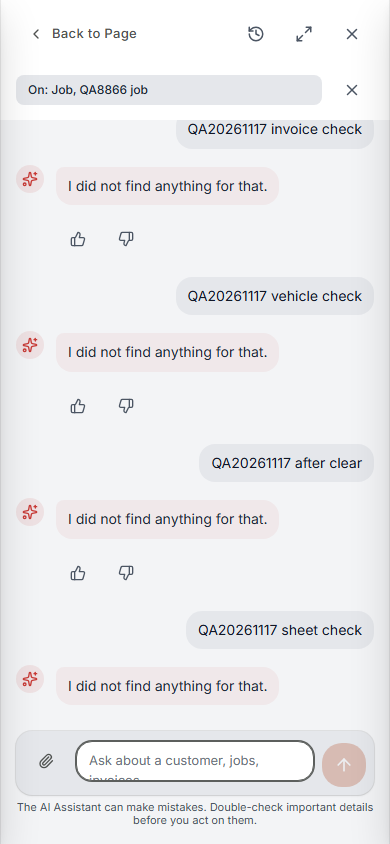 Back to Page
On: Job, QA8866 job
QA20261117 invoice check
I did not find anything for that.
QA20261117 vehicle check
I did not find anything for that.
QA20261117 after clear
I did not find anything for that.
QA20261117 sheet check
I did not find anything for that.
Ask about a customer, jobs,
invoices
The AI Assistant can make mistakes. Double-check important details
before you act on them.